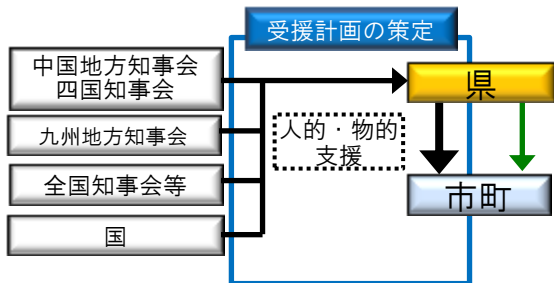 受援計画の策定
中国地方知事会
四国知事会
九州地方知事会
全国知事会等
国
人的・物的
支援
県
市町